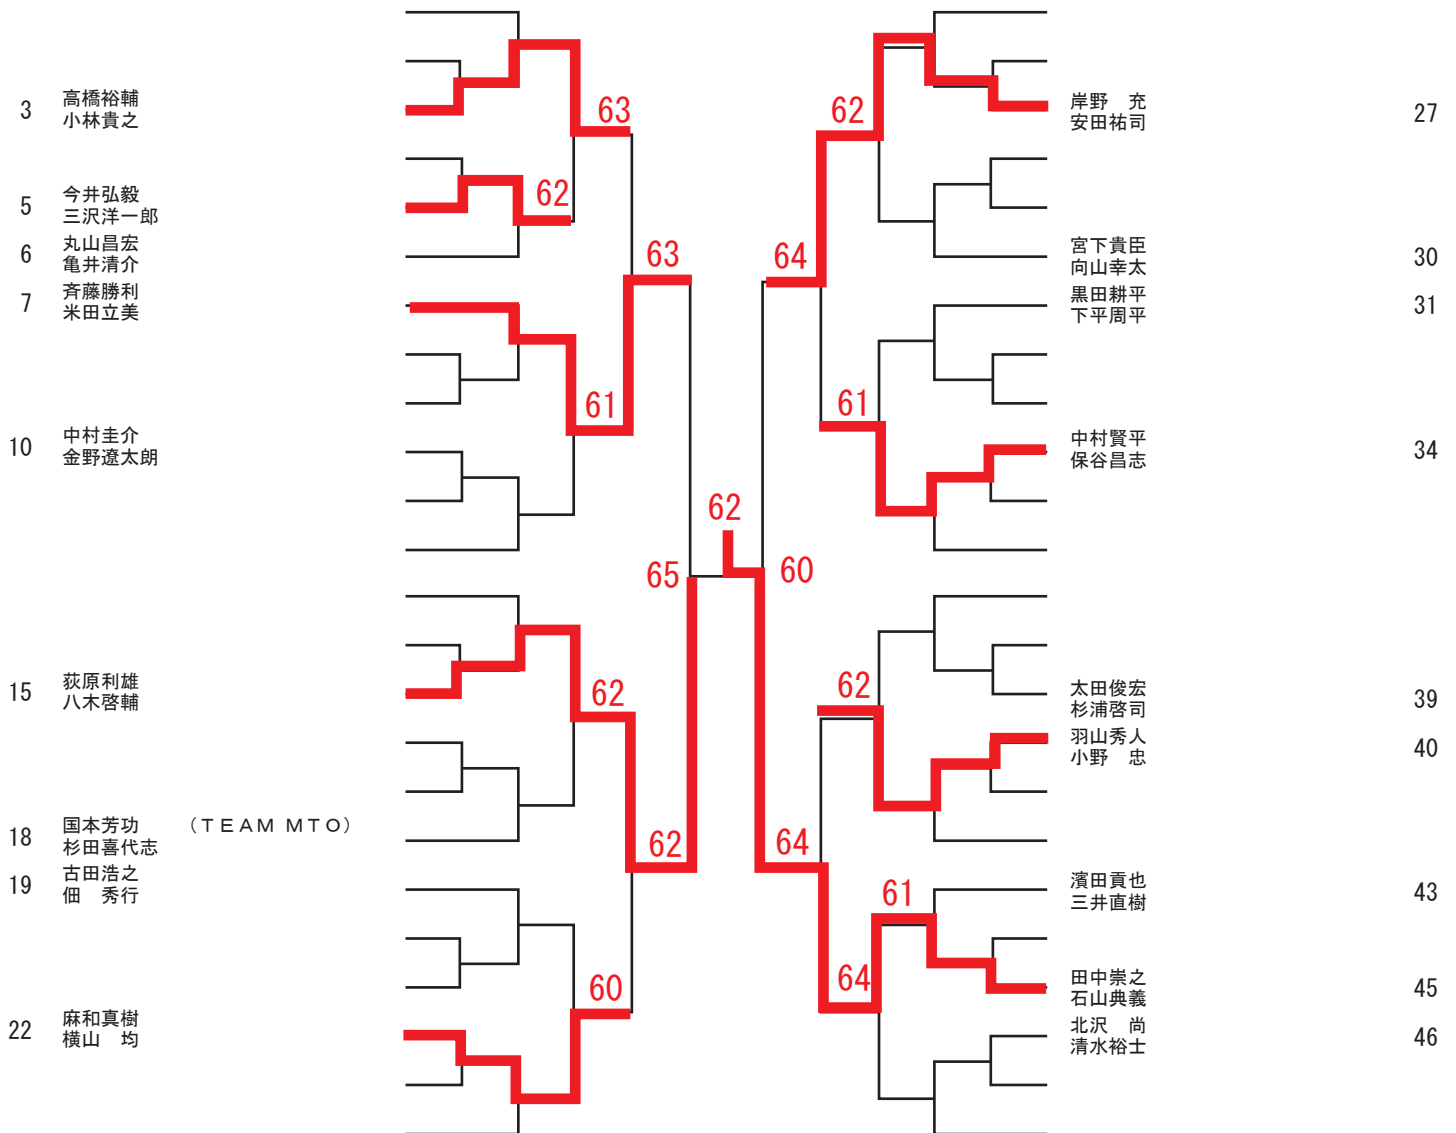 3
高橋裕輔
小林貴之
5
今井弘毅
三沢洋一郎
6
丸山昌宏
亀井清介
7
斉藤勝利
米田立美
10
中村圭介
金野遼太朗
15
荻原利雄
八木啓輔
18
国本芳功 (TEAM MTO)
杉田喜代志
19
古田浩之
佃 秀行
22
麻和真樹
横山 均
63
62
63
61
65
62
62
60
62
60
62
64
61
62
64
61
64
岸野 充
安田祐司
27
宮下貴臣
向山幸太
30
黒田耕平
下平周平
31
中村賢平
保谷昌志
34
太田俊宏
杉浦啓司
39
羽山秀人
小野 忠
40
濱田貢也
三井直樹
43
田中崇之
石山典義
45
北沢 尚
清水裕士
46